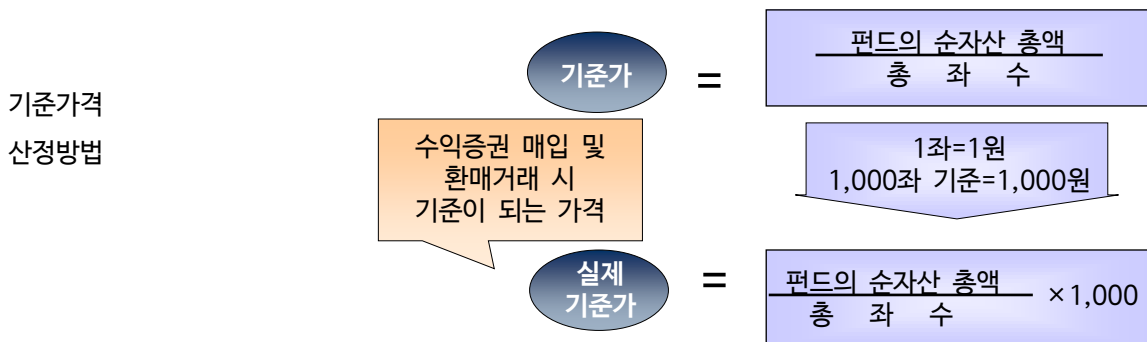 기준가격
산정방법
기준가
=
펀드의 순자산 총액
총 좌 수
수익증권 매입 및
환매거래 시
기준이 되는 가격
1좌=1원
1,000좌 기준=1,000원
실제
기준가
=
펀드의 순자산 총액
총 좌 수
×1,000